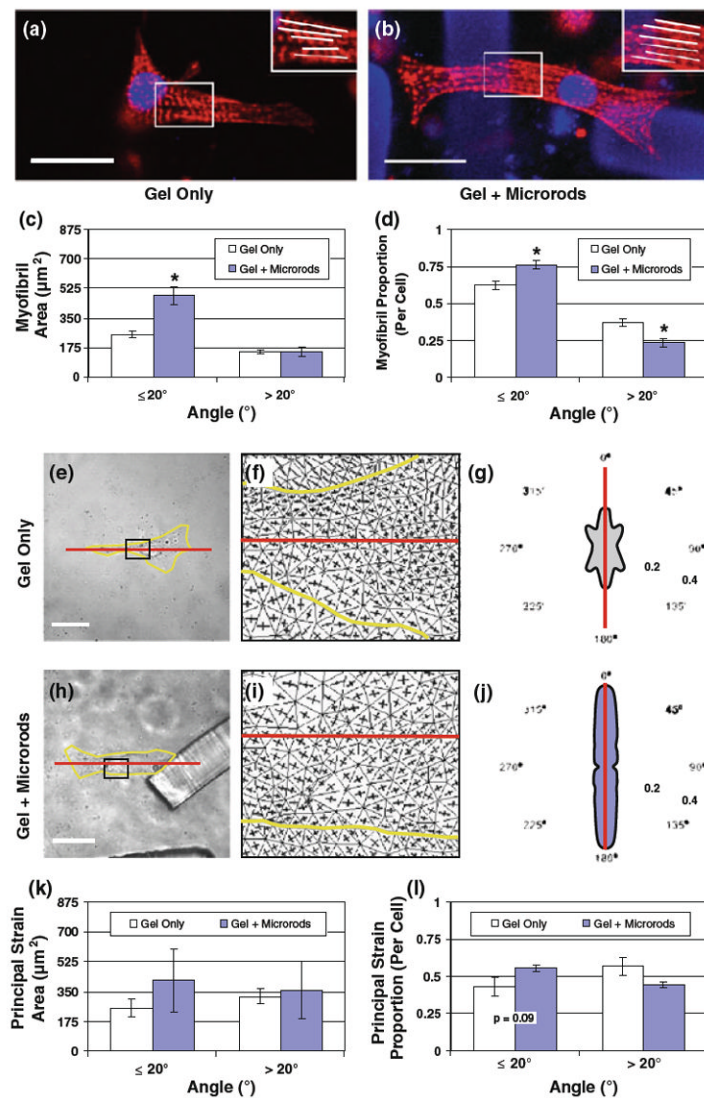 (a)
(b)
Gel Only
Gel + Microrods
(c)
875
700
525
350
175
0
Myofibril
Area (µm²)
Gel Only
Gel + Microrods
*
≤ 20°
> 20°
Angle (°)
(d)
1
0.75
0.5
0.25
0
Myofibril Proportion
(Per Cell)
Gel Only
Gel + Microrods
*
*
≤ 20°
> 20°
Angle (°)
Gel Only
(e)
(f)
(g)
0°
315°
45°
270°
90°
0.2
0.4
225°
135°
180°
Gel + Microrods
(h)
(i)
(j)
0°
315°
45°
270°
90°
0.2
0.4
225°
135°
180°
(k)
875
700
525
350
175
0
Principal Strain
Area (µm²)
Gel Only
Gel + Microrods
≤ 20°
> 20°
Angle (°)
(l)
1
0.75
0.5
0.25
0
Principal Strain
Proportion (Per Cell)
Gel Only
Gel + Microrods
p = 0.09
≤ 20°
> 20°
Angle (°)